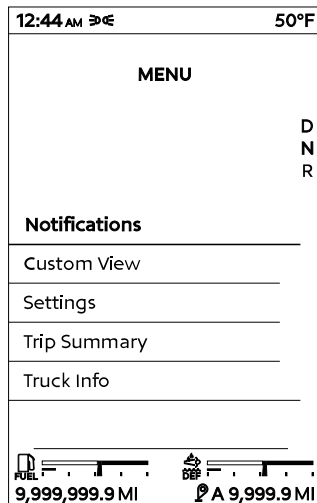 12:44 AM 50°F
MENU
D
N
R
Notifications
Custom View
Settings
Trip Summary
Truck Info
FUEL DEF
9,999,999.9 MI A 9,999.9 MI